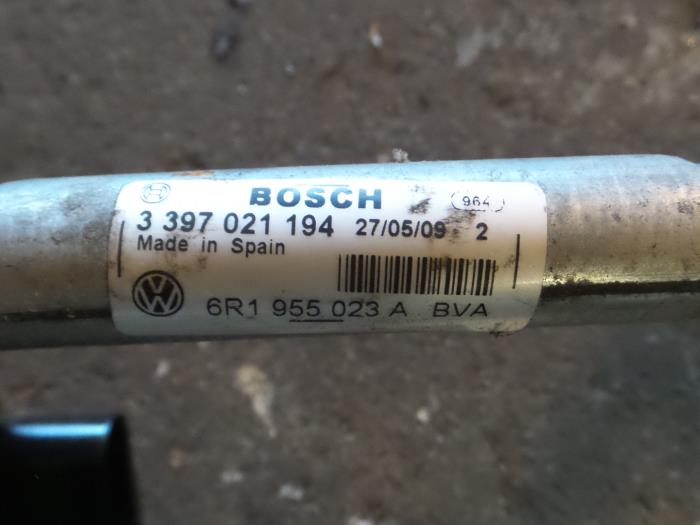 BOSCH 964
3 397 021 194 27/05/09 2
Made in Spain
6R1 955 023 A BVA